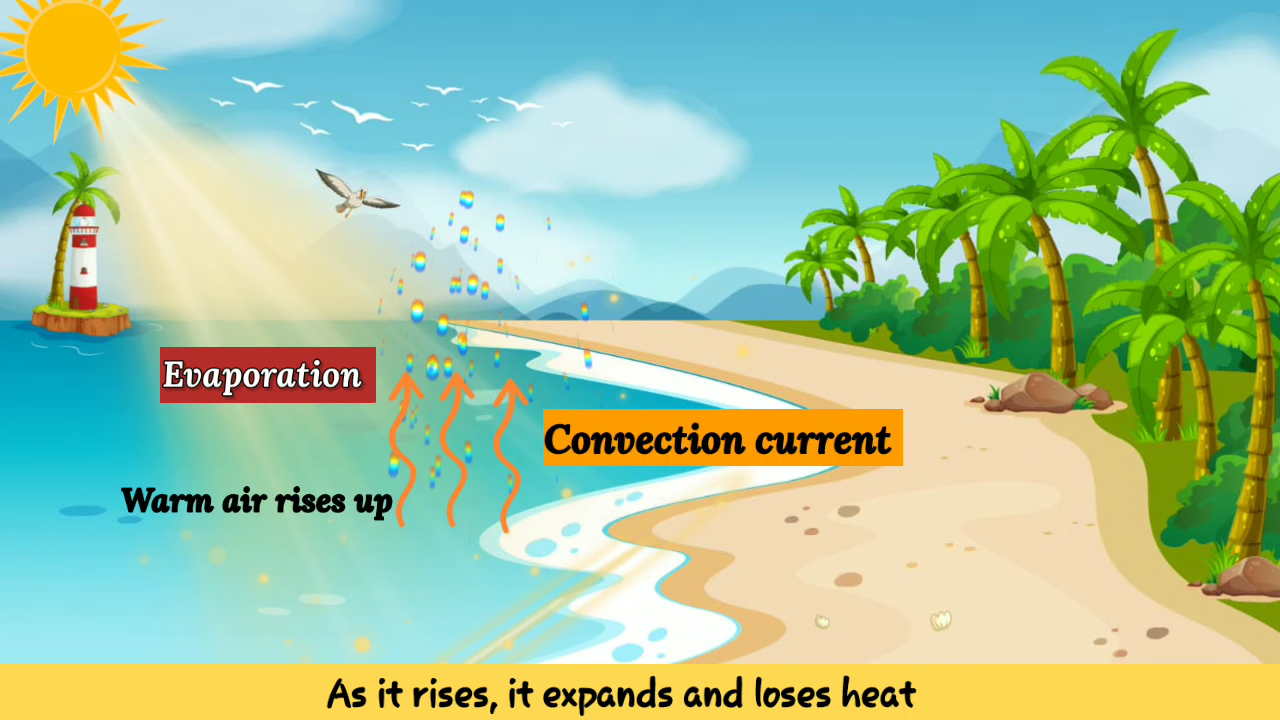 Evaporation
Convection current
Warm air rises up
As it rises, it expands and loses heat